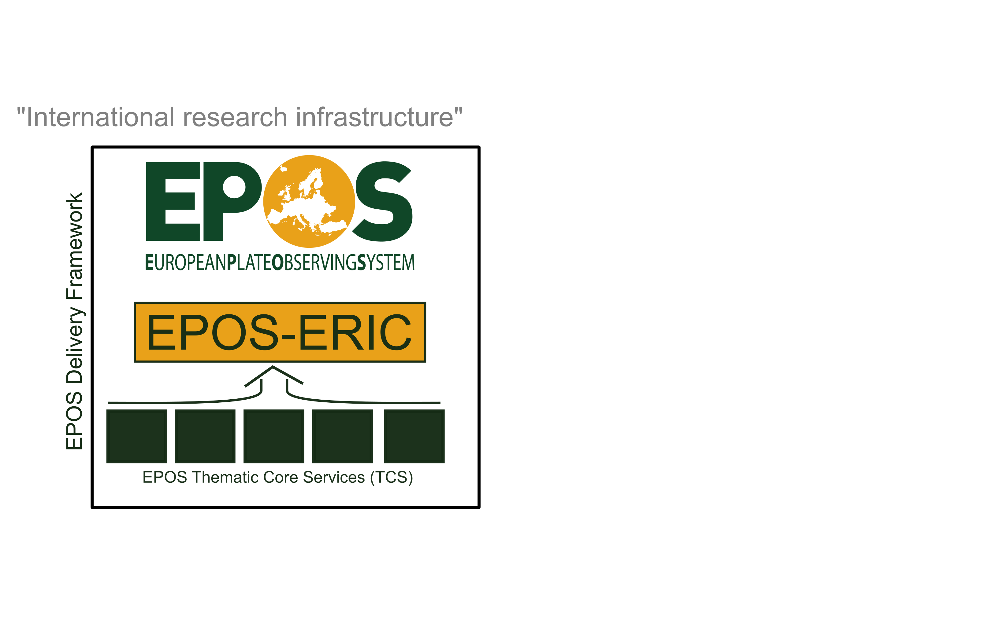 "International research infrastructure"
EPOS Delivery Framework
EPOS
EUROPEANPLATEOBSERVINGSYSTEM
EPOS-ERIC
EPOS Thematic Core Services (TCS)